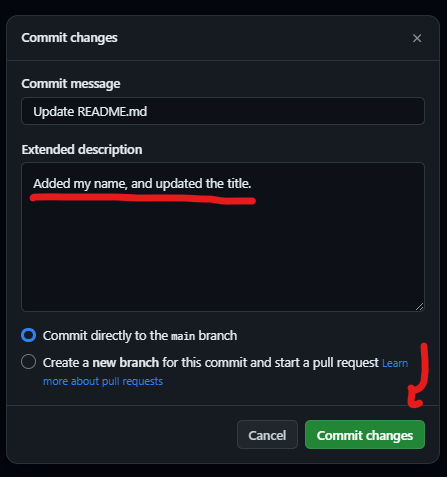 Commit changes
Commit message
Update README.md
Extended description
Added my name, and updated the title.
Commit directly to the main branch
Create a new branch for this commit and start a pull request Learn
more about pull requests
Cancel
Commit changes